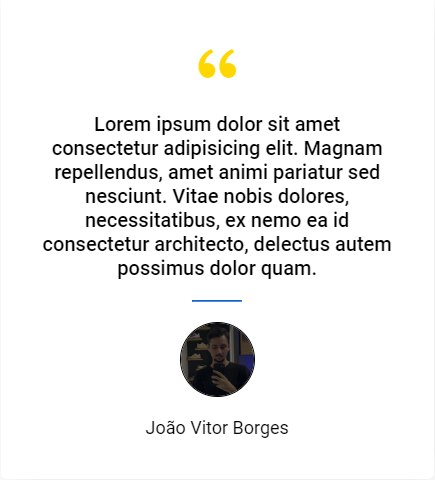 “
Lorem ipsum dolor sit amet
consectetur adipisicing elit. Magnam
repellendus, amet animi pariatur sed
nesciunt. Vitae nobis dolores,
necessitatibus, ex nemo ea id
consectetur architecto, delectus autem
possimus dolor quam.
João Vitor Borges